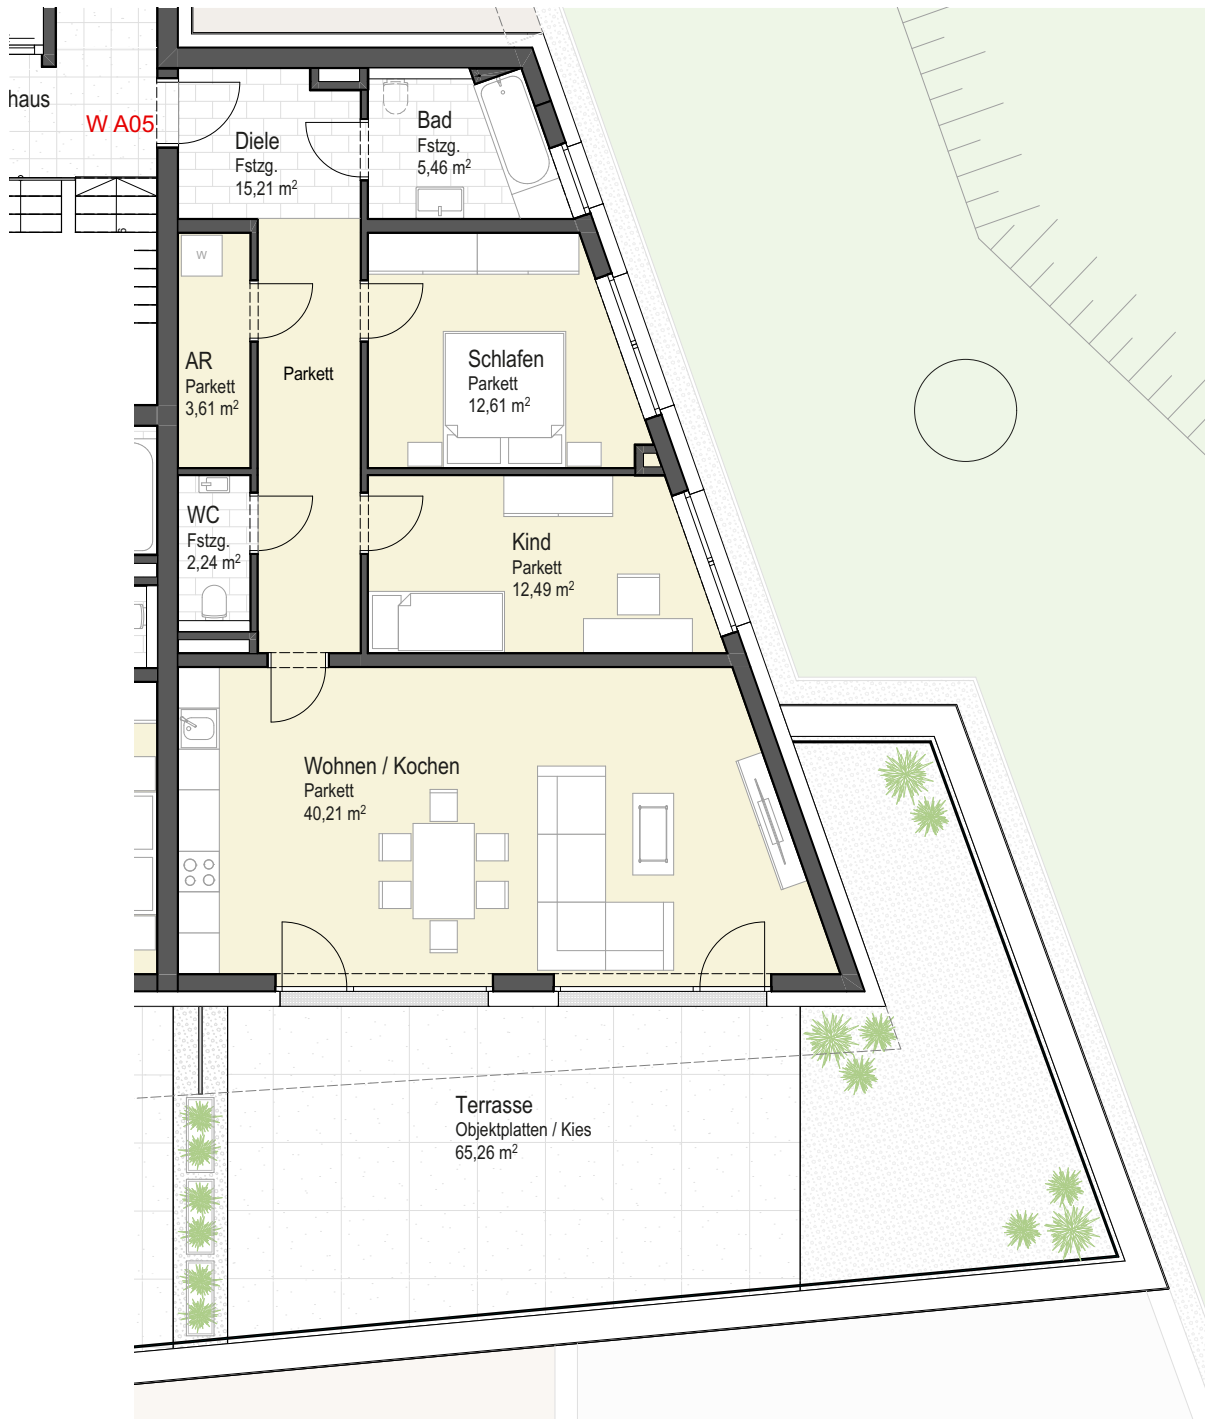 haus
W A05
Diele
Fstzg.
15,21 m²
Bad
Fstzg.
5,46 m²
W
AR
Parkett
3,61 m²
Parkett
Schlafen
Parkett
12,61 m²
WC
Fstzg.
2,24 m²
Kind
Parkett
12,49 m²
Wohnen / Kochen
Parkett
40,21 m²
Terrasse
Objektplatten / Kies
65,26 m²